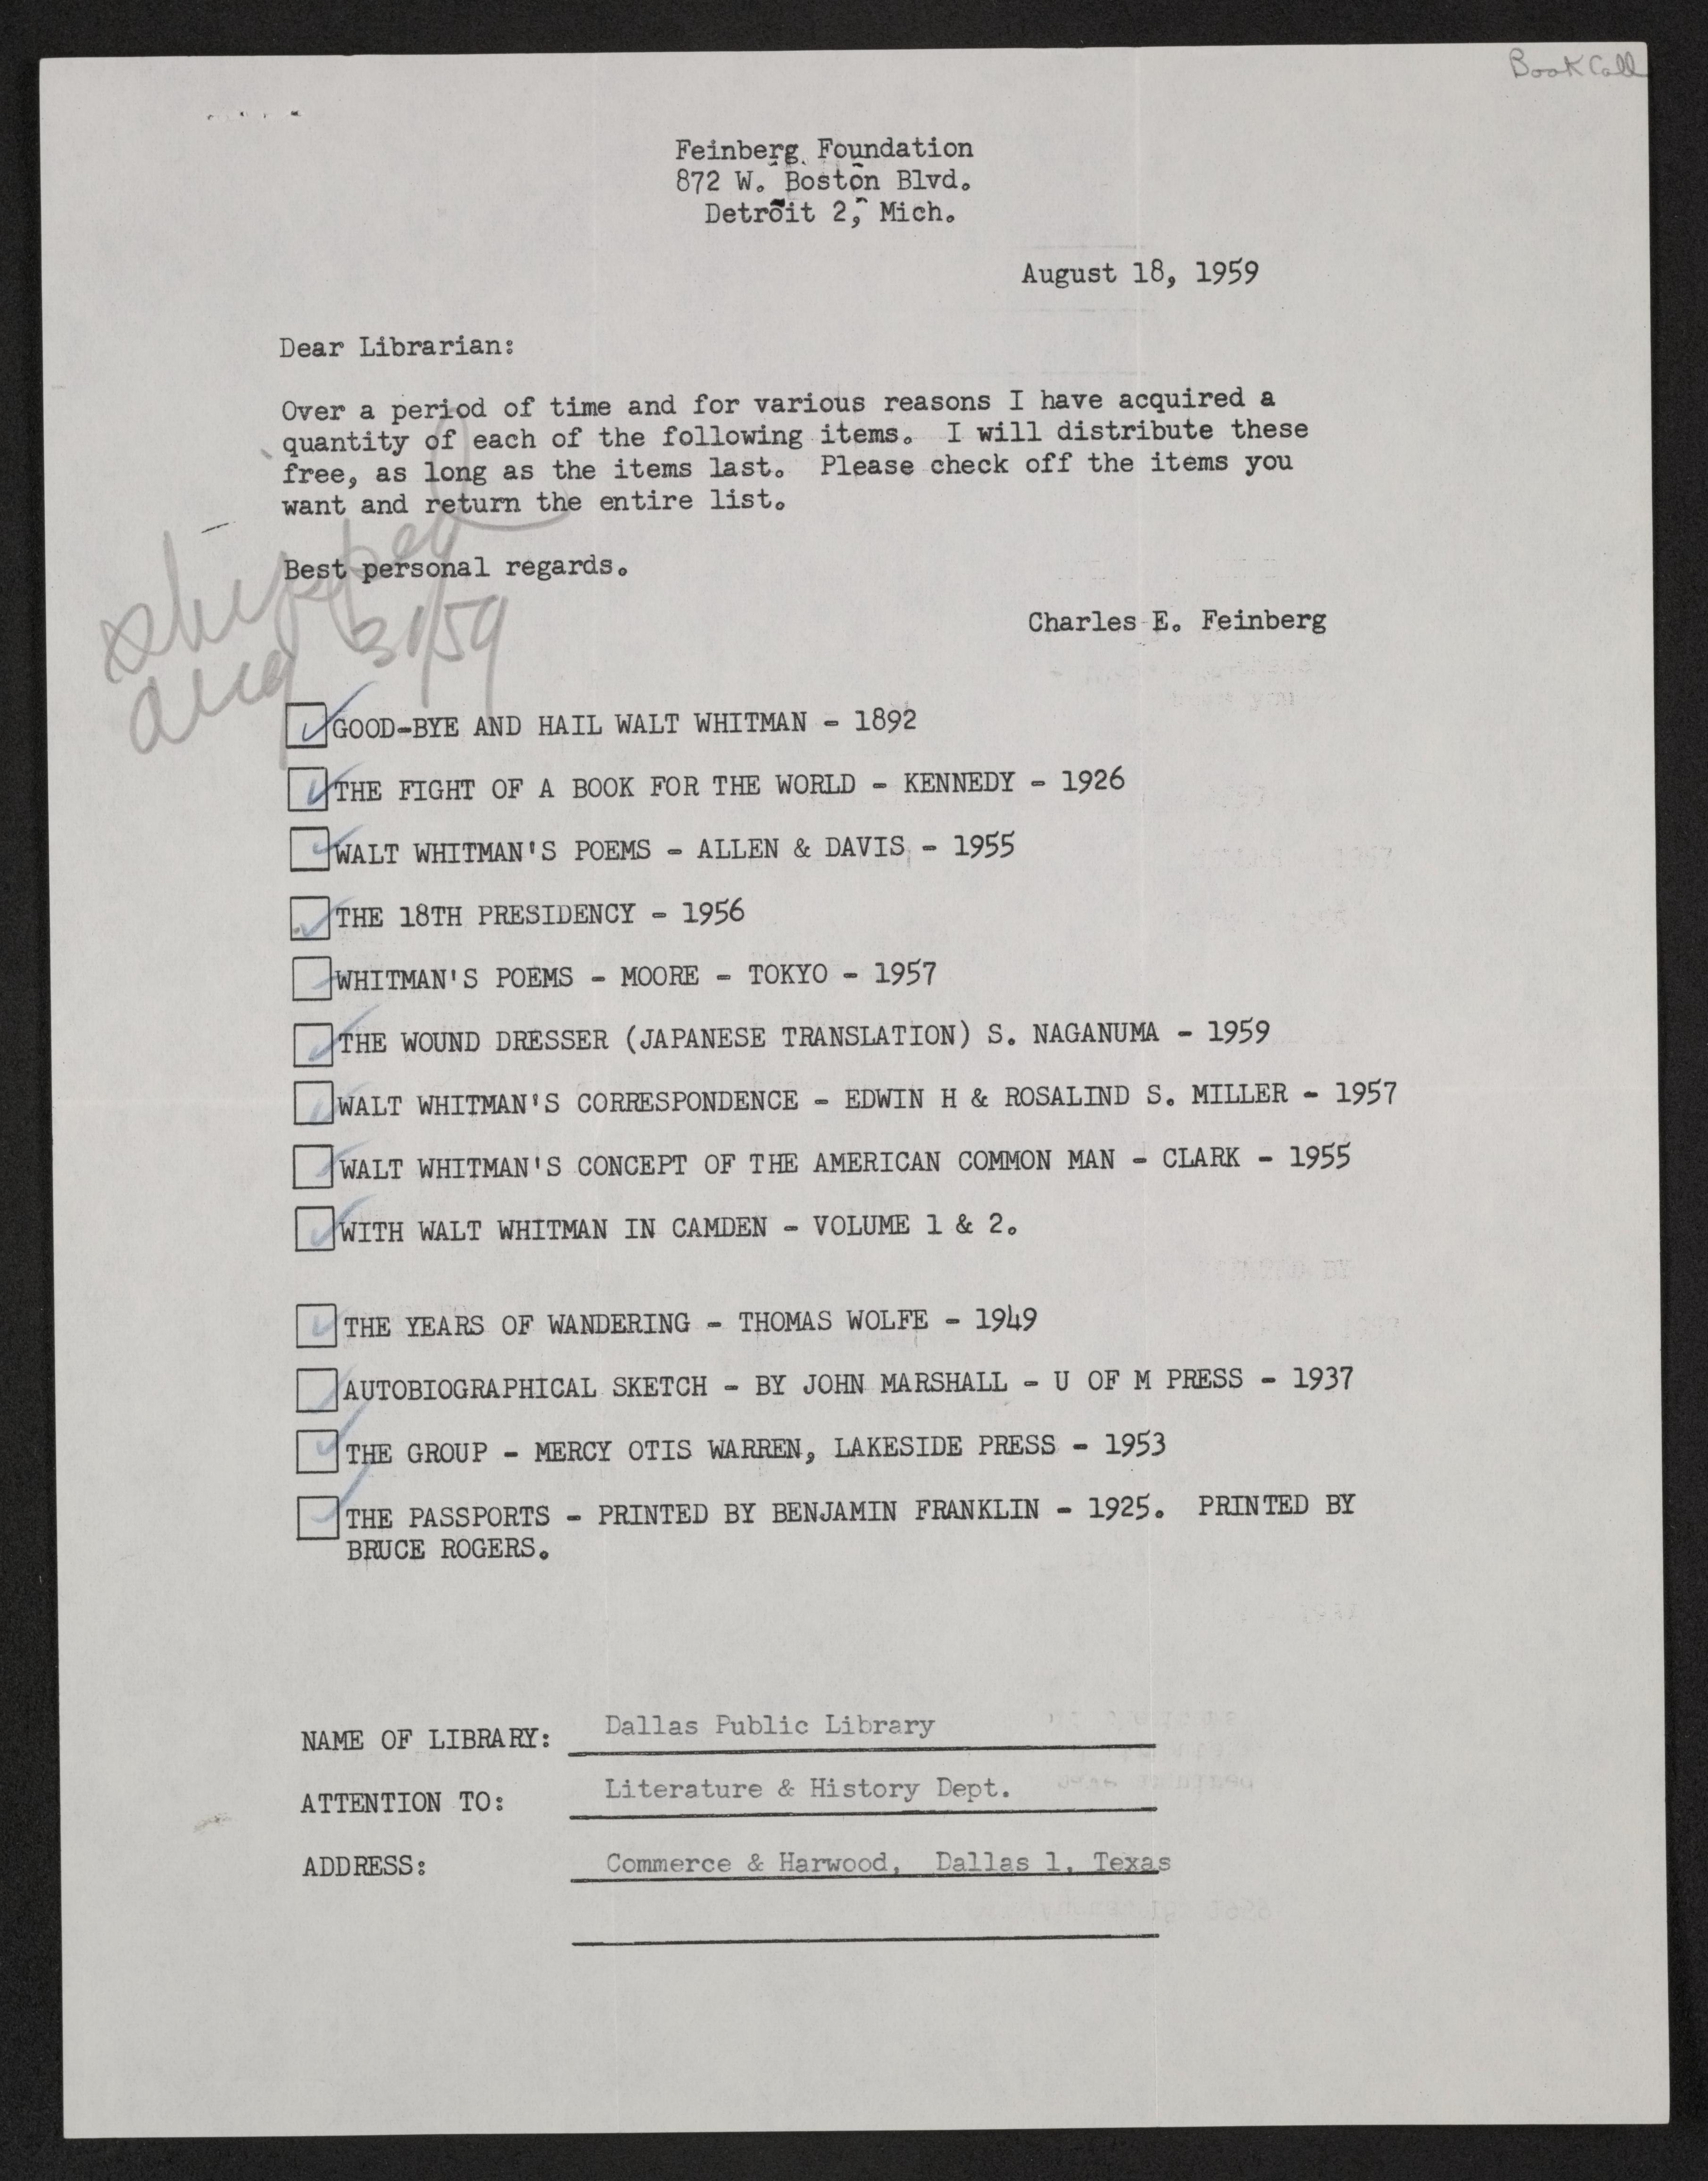 Book Coll
Feinberg Foundation
872 W. Boston Blvd.
Detroit 2, Mich.
August 18, 1959
Dear Librarian:
Over a period of time and for various reasons I have acquired a
quantity of each of the following items. I will distribute these
free, as long as the items last. Please check off the items you
want and return the entire list.
Best personal regards.
Charles E. Feinberg
Shipped
Aug 31/59
GOOD-BYE AND HAIL WALT WHITMAN - 1892
THE FIGHT OF A BOOK FOR THE WORLD - KENNEDY - 1926
WALT WHITMAN'S POEMS - ALLEN & DAVIS - 1955
THE 18TH PRESIDENCY - 1956
WHITMAN'S POEMS - MOORE - TOKYO - 1957
THE WOUND DRESSER (JAPANESE TRANSLATION) S. NAGANUMA - 1959
WALT WHITMAN'S CORRESPONDENCE - EDWIN H & ROSALIND S. MILLER - 1957
WALT WHITMAN'S CONCEPT OF THE AMERICAN COMMON MAN - CLARK - 1955
WITH WALT WHITMAN IN CAMDEN - VOLUME 1 & 2.
THE YEARS OF WANDERING - THOMAS WOLFE - 1949
AUTOBIOGRAPHICAL SKETCH - BY JOHN MARSHALL - U OF M PRESS - 1937
THE GROUP - MERCY OTIS WARREN, LAKESIDE PRESS - 1953
THE PASSPORTS - PRINTED BY BENJAMIN FRANKLIN - 1925. PRINTED BY
BRUCE ROGERS.
NAME OF LIBRARY: Dallas Public Library
ATTENTION TO: Literature & History Dept.
ADDRESS: Commerce & Harwood, Dallas 1, Texas